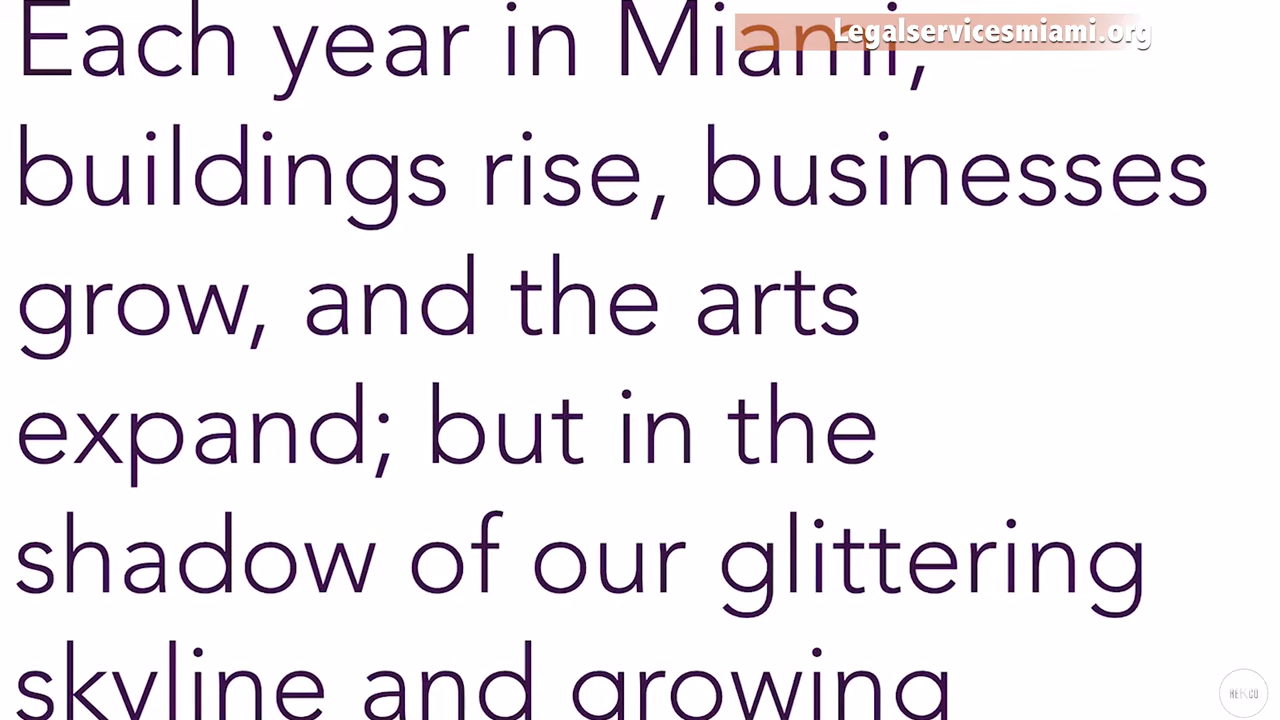 Each year in Miami,
Legalservicesmiami.org
buildings rise, businesses
grow, and the arts
expand; but in the
shadow of our glittering
skyline and growing